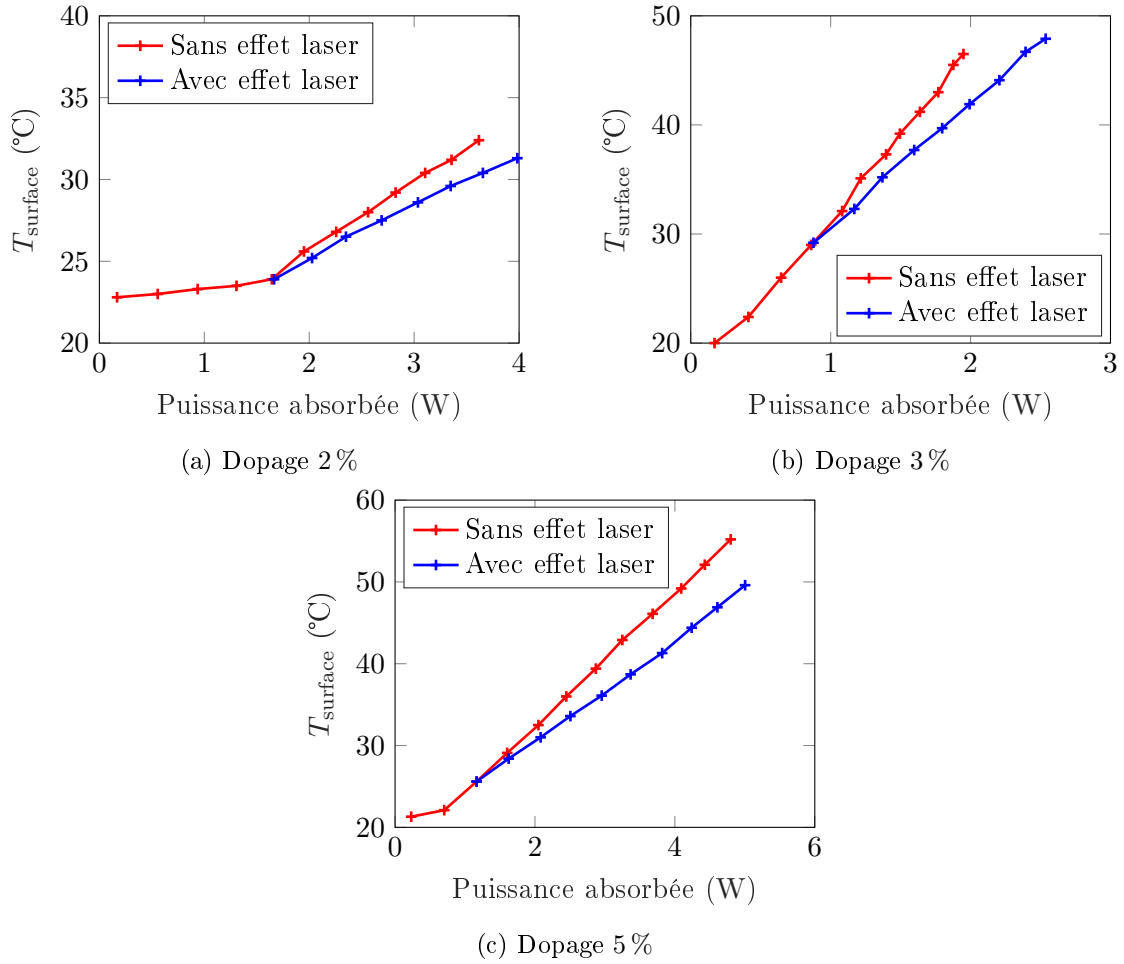 40
35
30
25
20
0
1
2
3
4
T surface (°C)
Puissance absorbée (W)
Sans effet laser
Avec effet laser
(a) Dopage 2 %
50
40
30
20
0
1
2
3
T surface (°C)
Puissance absorbée (W)
Sans effet laser
Avec effet laser
(b) Dopage 3 %
60
50
40
30
20
0
2
4
6
T surface (°C)
Puissance absorbée (W)
Sans effet laser
Avec effet laser
(c) Dopage 5 %